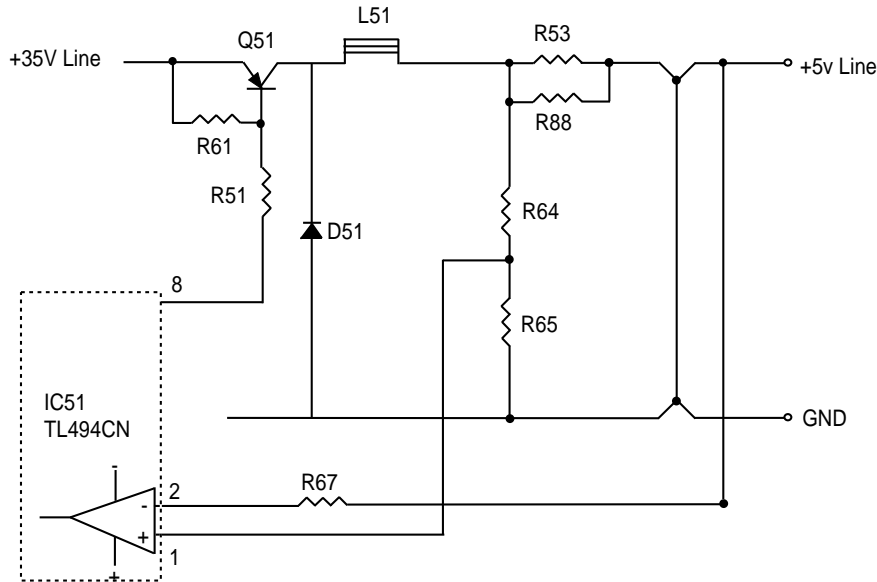 L51
Q51
R53
+35V Line
+5v Line
R88
R61
R51
R64
D51
8
R65
IC51
TL494CN
GND
-
R67
2
-
+
1
+